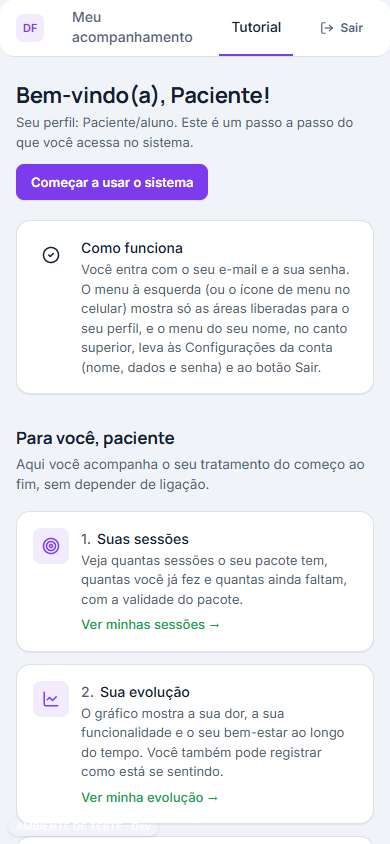 DF
Meu
acompanhamento
Tutorial
Sair
Bem-vindo(a), Paciente!
Seu perfil: Paciente/aluno. Este é um passo a passo do
que você acessa no sistema.
Começar a usar o sistema
Como funciona
Você entra com o seu e-mail e a sua senha.
O menu à esquerda (ou o ícone de menu no
celular) mostra só as áreas liberadas para o
seu perfil, e o menu do seu nome, no canto
superior, leva às Configurações da conta
(nome, dados e senha) e ao botão Sair.
Para você, paciente
Aqui você acompanha o seu tratamento do começo ao
fim, sem depender de ligação.
1. Suas sessões
Veja quantas sessões o seu pacote tem,
quantas você já fez e quantas ainda faltam,
com a validade do pacote.
Ver minhas sessões →
2. Sua evolução
O gráfico mostra a sua dor, a sua
funcionalidade e o seu bem-estar ao longo
do tempo. Você também pode registrar
como está se sentindo.
Ver minha evolução →
AMBIENTE DE TESTE · Dev